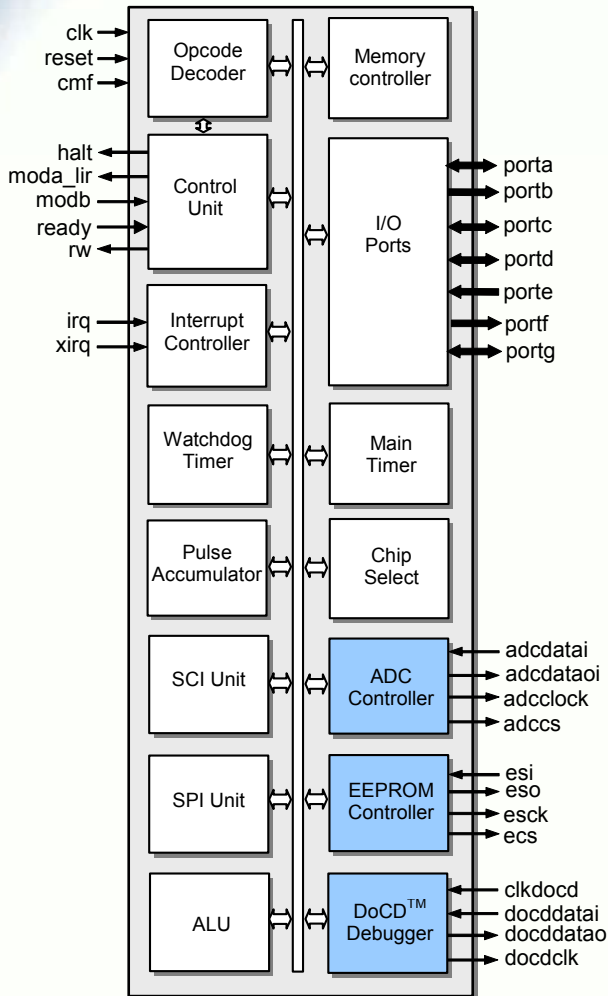 clk
reset
cmf
Opcode
Decoder
Memory
controller
halt
moda_lir
modb
ready
rw
Control
Unit
I/O
Ports
porta
portb
portc
portd
porte
portf
portg
irq
xirq
Interrupt
Controller
Watchdog
Timer
Main
Timer
Pulse
Accumulator
Chip
Select
SCI Unit
ADC
Controller
adcdatai
adcdataoi
adcclock
adccs
SPI Unit
EEPROM
Controller
esi
eso
esck
ecs
ALU
DoCD™
Debugger
clkdocd
docddatai
docddatao
docdclk